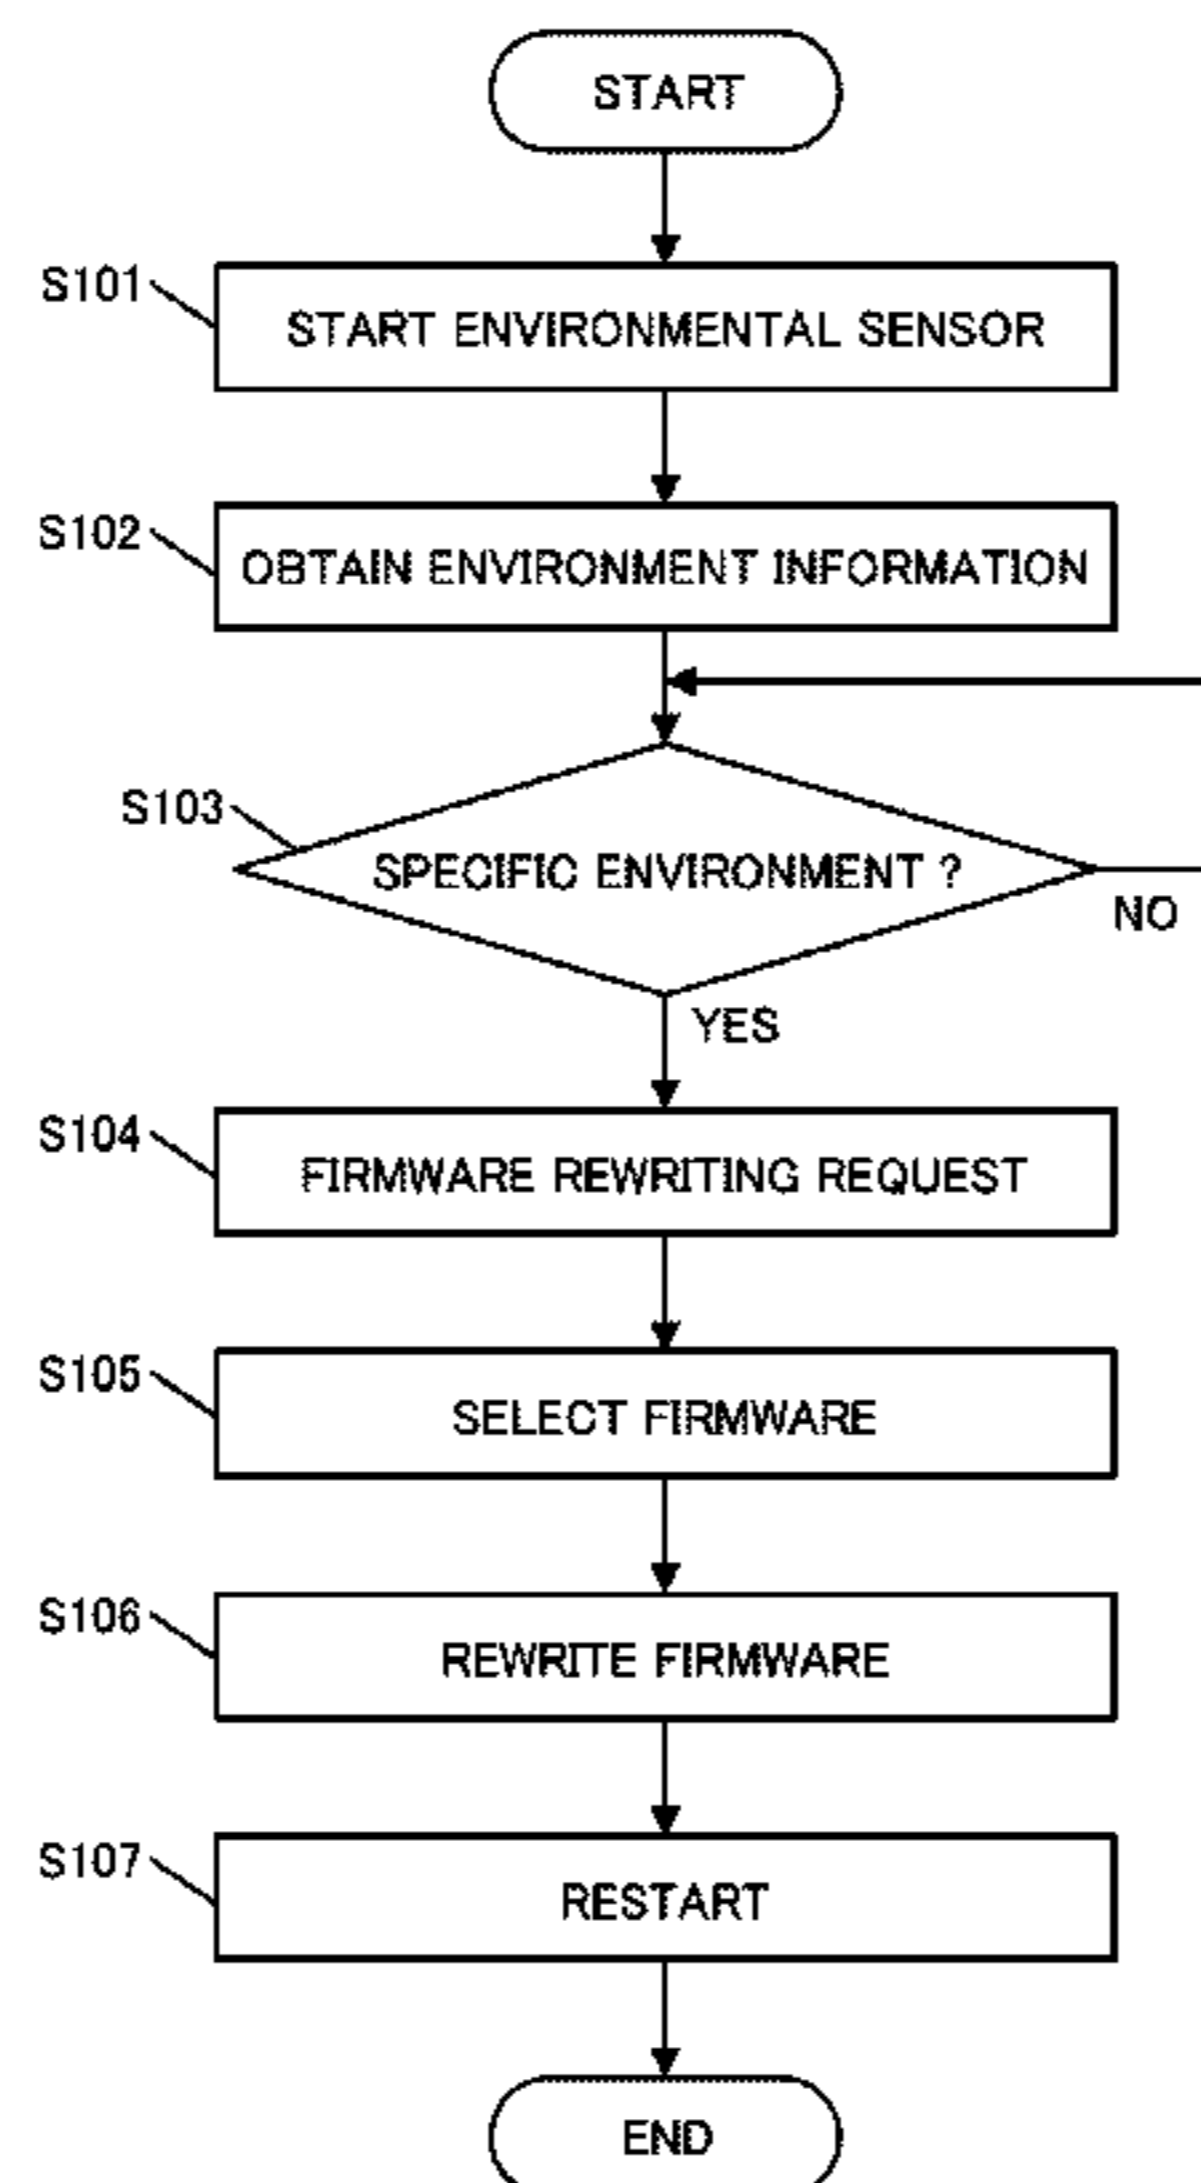 START
S101
START ENVIRONMENTAL SENSOR
S102
OBTAIN ENVIRONMENT INFORMATION
S103
SPECIFIC ENVIRONMENT ?
NO
YES
S104
FIRMWARE REWRITING REQUEST
S105
SELECT FIRMWARE
S106
REWRITE FIRMWARE
S107
RESTART
END